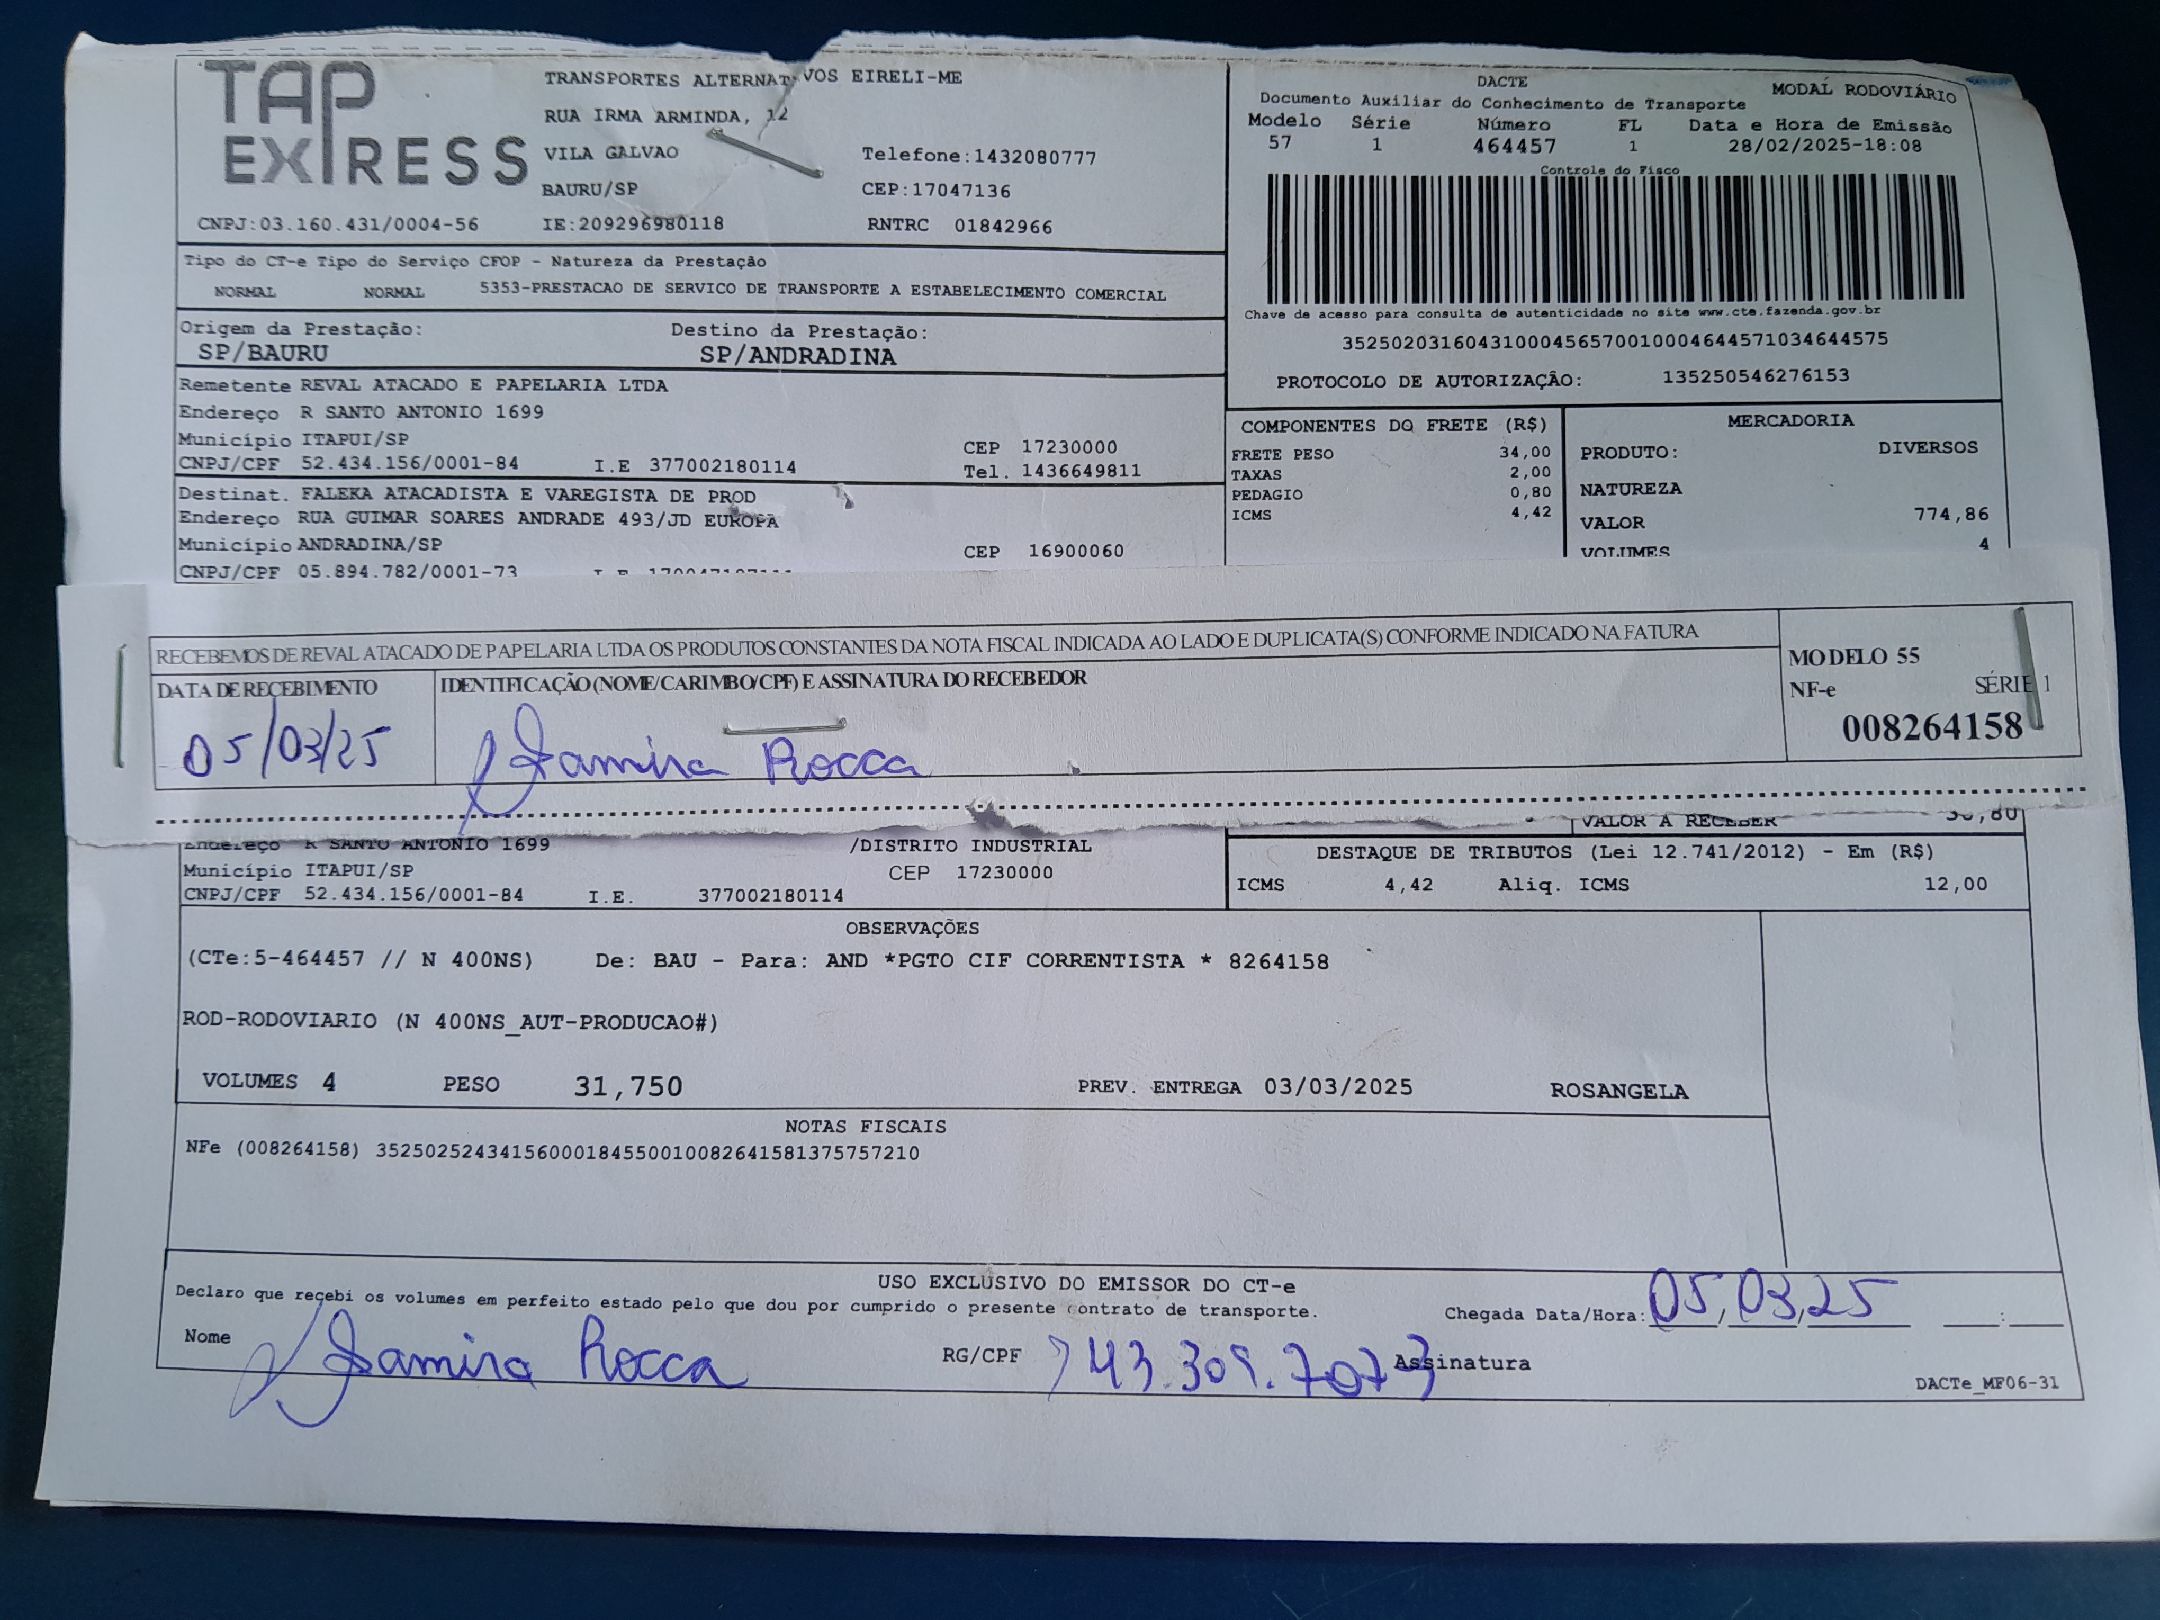 TAP EXPRESS
TRANSPORTES ALTERNATIVOS EIRELI-ME
RUA IRMA ARMINDA, 12
VILA GALVAO Telefone:1432080777
BAURU/SP CEP:17047136
CNPJ:03.160.431/0004-56 IE:209296980118 RNTRC 01842966
DACTE MODAL RODOVIÁRIO
Documento Auxiliar do Conhecimento de Transporte
Modelo Série Número FL Data e Hora de Emissão
57 1 464457 1 28/02/2025-18:08
Controle do Fisco
Chave de acesso para consulta de autenticidade no site www.cte.fazenda.gov.br
35250203160431000456570010004644571034644575
PROTOCOLO DE AUTORIZAÇÃO: 135250546276153
Tipo do CT-e Tipo do Serviço CFOP - Natureza da Prestação
NORMAL NORMAL 5353-PRESTACAO DE SERVICO DE TRANSPORTE A ESTABELECIMENTO COMERCIAL
Origem da Prestação: Destino da Prestação:
SP/BAURU SP/ANDRADINA
Remetente REVAL ATACADO E PAPELARIA LTDA
Endereço R SANTO ANTONIO 1699
Município ITAPUI/SP CEP 17230000
CNPJ/CPF 52.434.156/0001-84 I.E 377002180114 Tel. 1436649811
Destinat. FALEKA ATACADISTA E VAREGISTA DE PROD
Endereço RUA GUIMAR SOARES ANDRADE 493/JD EUROPA
Município ANDRADINA/SP CEP 16900060
CNPJ/CPF 05.894.782/0001-73
COMPONENTES DO FRETE (R$)
FRETE PESO 34,00
TAXAS 2,00
PEDAGIO 0,80
ICMS 4,42
MERCADORIA
PRODUTO: DIVERSOS
NATUREZA
VALOR 774,86
VOLUMES 4
RECEBEMOS DE REVAL ATACADO DE PAPELARIA LTDA OS PRODUTOS CONSTANTES DA NOTA FISCAL INDICADA AO LADO E DUPLICATA(S) CONFORME INDICADO NA FATURA
DATA DE RECEBIMENTO IDENTIFICAÇÃO (NOME/CARIMBO/CPF) E ASSINATURA DO RECEBEDOR
05/03/25 Samira Rocca
MODELO 55
NF-e SÉRIE 1
008264158
VALOR A RECEBER
Endereço R SANTO ANTONIO 1699 /DISTRITO INDUSTRIAL
Município ITAPUI/SP CEP 17230000
CNPJ/CPF 52.434.156/0001-84 I.E. 377002180114
DESTAQUE DE TRIBUTOS (Lei 12.741/2012) - Em (R$)
ICMS 4,42 Aliq. ICMS 12,00
OBSERVAÇÕES
(CTe:5-464457 // N 400NS) De: BAU - Para: AND *PGTO CIF CORRENTISTA * 8264158
ROD-RODOVIARIO (N 400NS_AUT-PRODUCAO#)
VOLUMES 4 PESO 31,750 PREV. ENTREGA 03/03/2025 ROSANGELA
NOTAS FISCAIS
NFe (008264158) 35250252434156000184550010082641581375757210
USO EXCLUSIVO DO EMISSOR DO CT-e
Declaro que recebi os volumes em perfeito estado pelo que dou por cumprido o presente contrato de transporte.
Chegada Data/Hora: 05/03/25 :
Nome Samira Rocca RG/CPF 43.309.707-3 Assinatura
DACTe_MF06-31